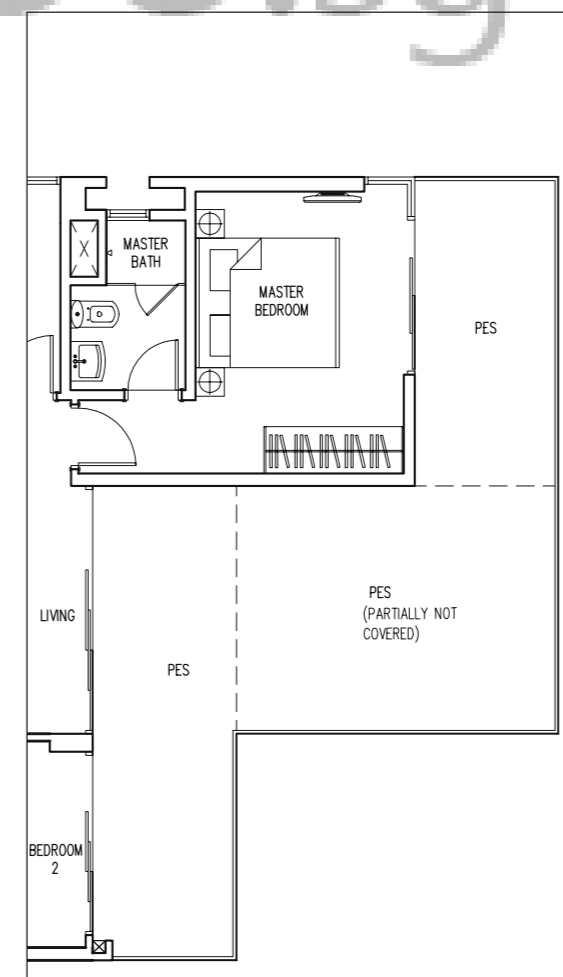 MASTER
BATH
MASTER
BEDROOM
PES
PES
(PARTIALLY NOT
COVERED)
LIVING
PES
BEDROOM
2